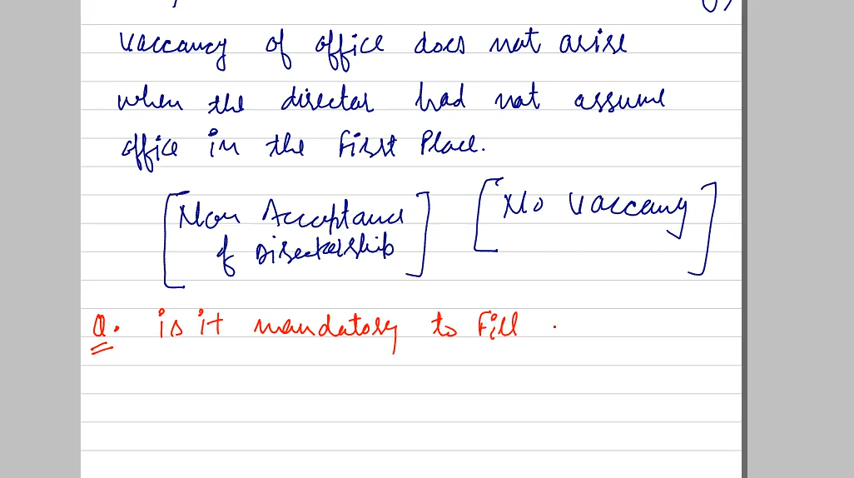 vaccancy of office does not arise
when the director had not assume
office in the First Place.
[Non Acceptance of Directorship] [No vaccancy]
Q. is it mandatory to Fill